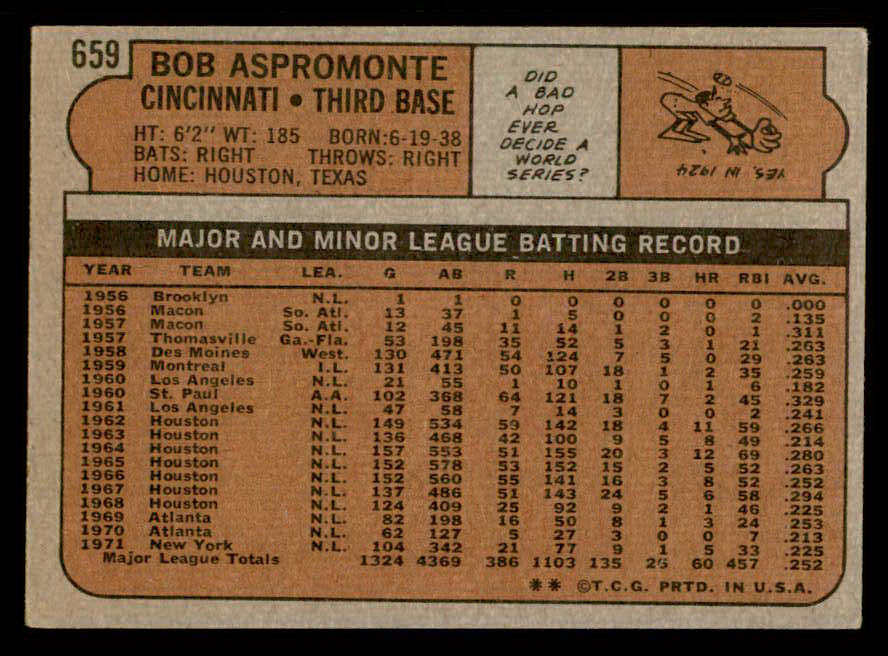 659
BOB ASPROMONTE
CINCINNATI • THIRD BASE
HT: 6'2" WT: 185 BORN:6-19-38
BATS: RIGHT THROWS: RIGHT
HOME: HOUSTON, TEXAS
DID
A BAD
HOP
EVER
DECIDE A
WORLD
SERIES?
YES, IN 1924
MAJOR AND MINOR LEAGUE BATTING RECORD
YEAR TEAM LEA. G AB R H 2B 3B HR RBI AVG.
1956 Brooklyn N.L. 1 1 0 0 0 0 0 0 .000
1956 Macon So. Atl. 13 37 1 5 0 0 0 2 .135
1957 Macon So. Atl. 12 45 11 14 1 2 0 1 .311
1957 Thomasville Ga.-Fla. 53 198 35 52 5 3 1 21 .263
1958 Des Moines West. 130 471 54 124 7 5 0 29 .263
1959 Montreal I.L. 131 413 50 107 18 1 2 35 .259
1960 Los Angeles N.L. 21 55 1 10 1 0 1 6 .182
1960 St. Paul A.A. 102 368 64 121 18 7 2 45 .329
1961 Los Angeles N.L. 47 58 7 14 3 0 0 2 .241
1962 Houston N.L. 149 534 59 142 18 4 11 59 .266
1963 Houston N.L. 136 468 42 100 9 5 8 49 .214
1964 Houston N.L. 157 553 51 155 20 3 12 69 .280
1965 Houston N.L. 152 578 53 152 15 2 5 52 .263
1966 Houston N.L. 152 560 55 141 16 3 8 52 .252
1967 Houston N.L. 137 486 51 143 24 5 6 58 .294
1968 Houston N.L. 124 409 25 92 9 2 1 46 .225
1969 Atlanta N.L. 82 198 16 50 8 1 3 24 .253
1970 Atlanta N.L. 62 127 5 27 3 0 0 7 .213
1971 New York N.L. 104 342 21 77 9 1 5 33 .225
Major League Totals 1324 4369 386 1103 135 26 60 457 .252
** ©T.C.G. PRTD. IN U.S.A.